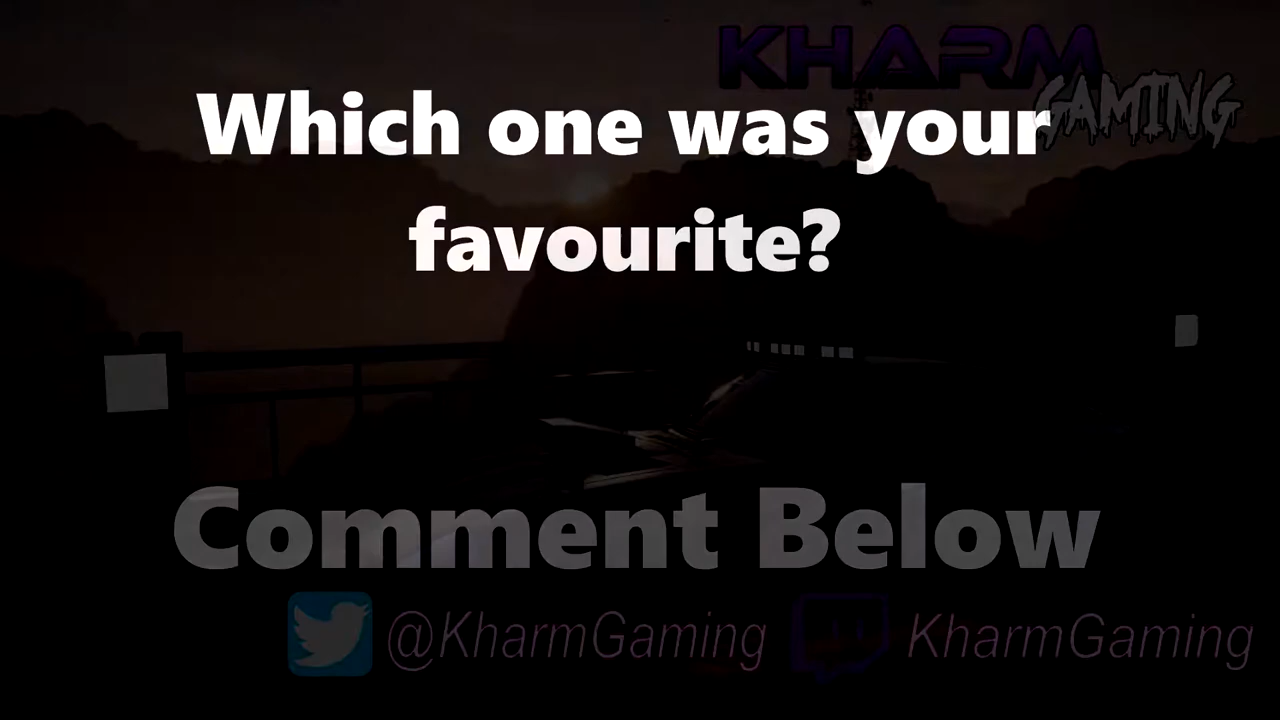 KHARM
GAMING
Which one was your
favourite?
Comment Below
@KharmGaming
KharmGaming